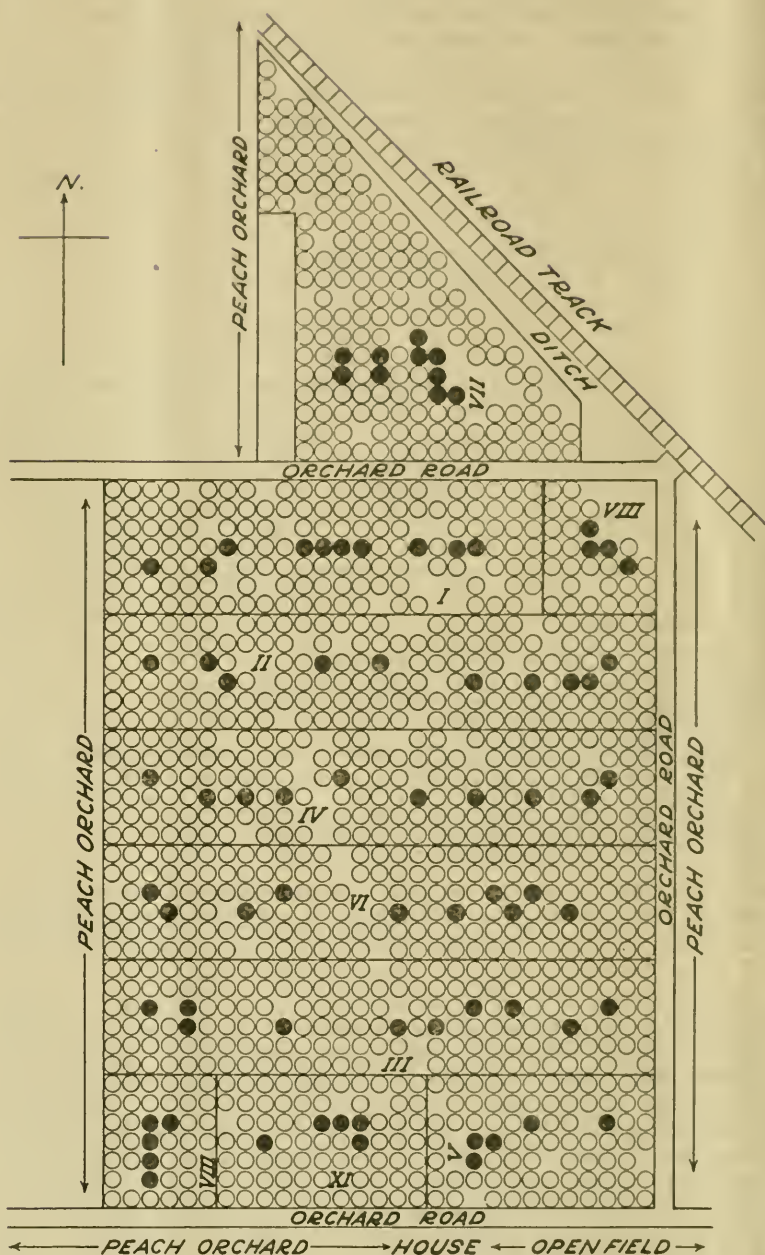 N.
PEACH ORCHARD
RAILROAD TRACK
DITCH
VII
ORCHARD ROAD
VIII
I
II
PEACH ORCHARD
ORCHARD ROAD
PEACH ORCHARD
IV
VI
III
VIII
XI
V
ORCHARD ROAD
PEACH ORCHARD HOUSE OPEN FIELD